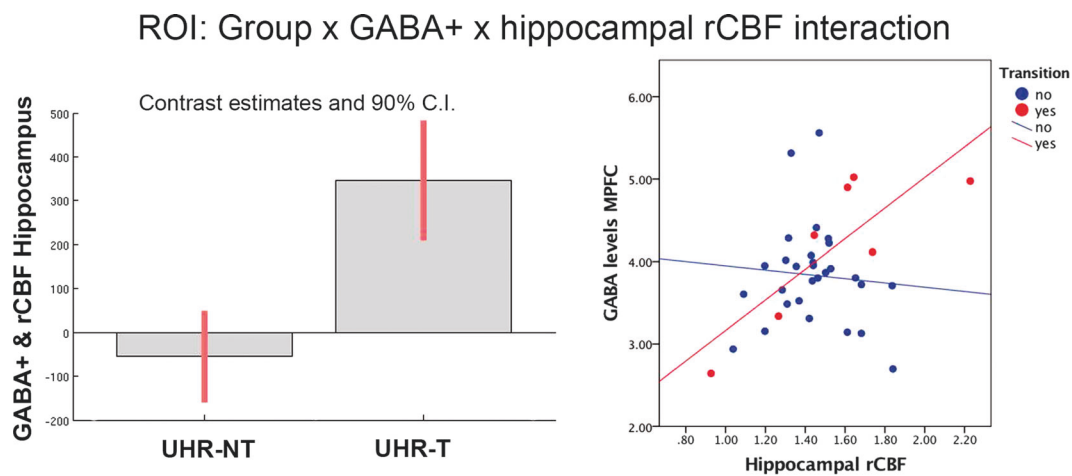 ROI: Group x GABA+ x hippocampal rCBF interaction
Contrast estimates and 90% C.I.
GABA+ & rCBF Hippocampus
500
400
300
200
100
0
-100
-200
UHR-NT
UHR-T
GABA levels MPFC
6.00
5.00
4.00
3.00
2.00
.80
1.00
1.20
1.40
1.60
1.80
2.00
2.20
Hippocampal rCBF
Transition
no
yes
no
yes